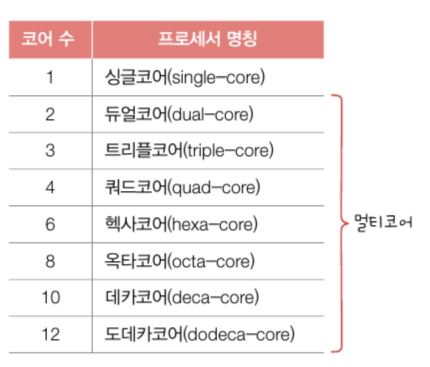 코어 수 프로세서 명칭
1 싱글코어(single-core)
2 듀얼코어(dual-core)
3 트리플코어(triple-core)
4 쿼드코어(quad-core)
6 헥사코어(hexa-core)
멀티코어
8 옥타코어(octa-core)
10 데카코어(deca-core)
12 도데카코어(dodeca-core)